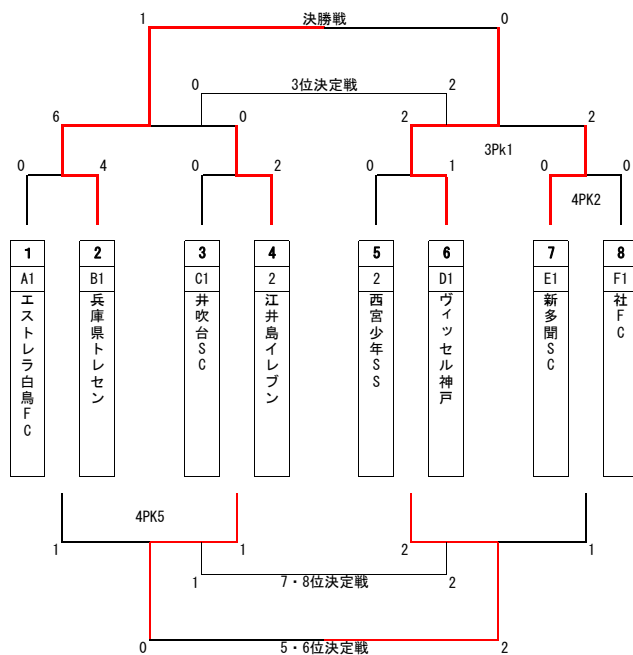 1 決勝戦 0
0 3位決定戦 2
6 0 2 2
3Pk1
0 4 0 2 0 1 0 0
4PK2
1 2 3 4 5 6 7 8
A1 B1 C1 2 2 D1 E1 F1
エストレラ白鳥FC
兵庫県トレセン
井吹台SC
江井島イレブン
西宮少年SS
ヴィッセル神戸
新多聞SC
社FC
4PK5
1 1 2 1
1 7・8位決定戦 2
0 5・6位決定戦 2